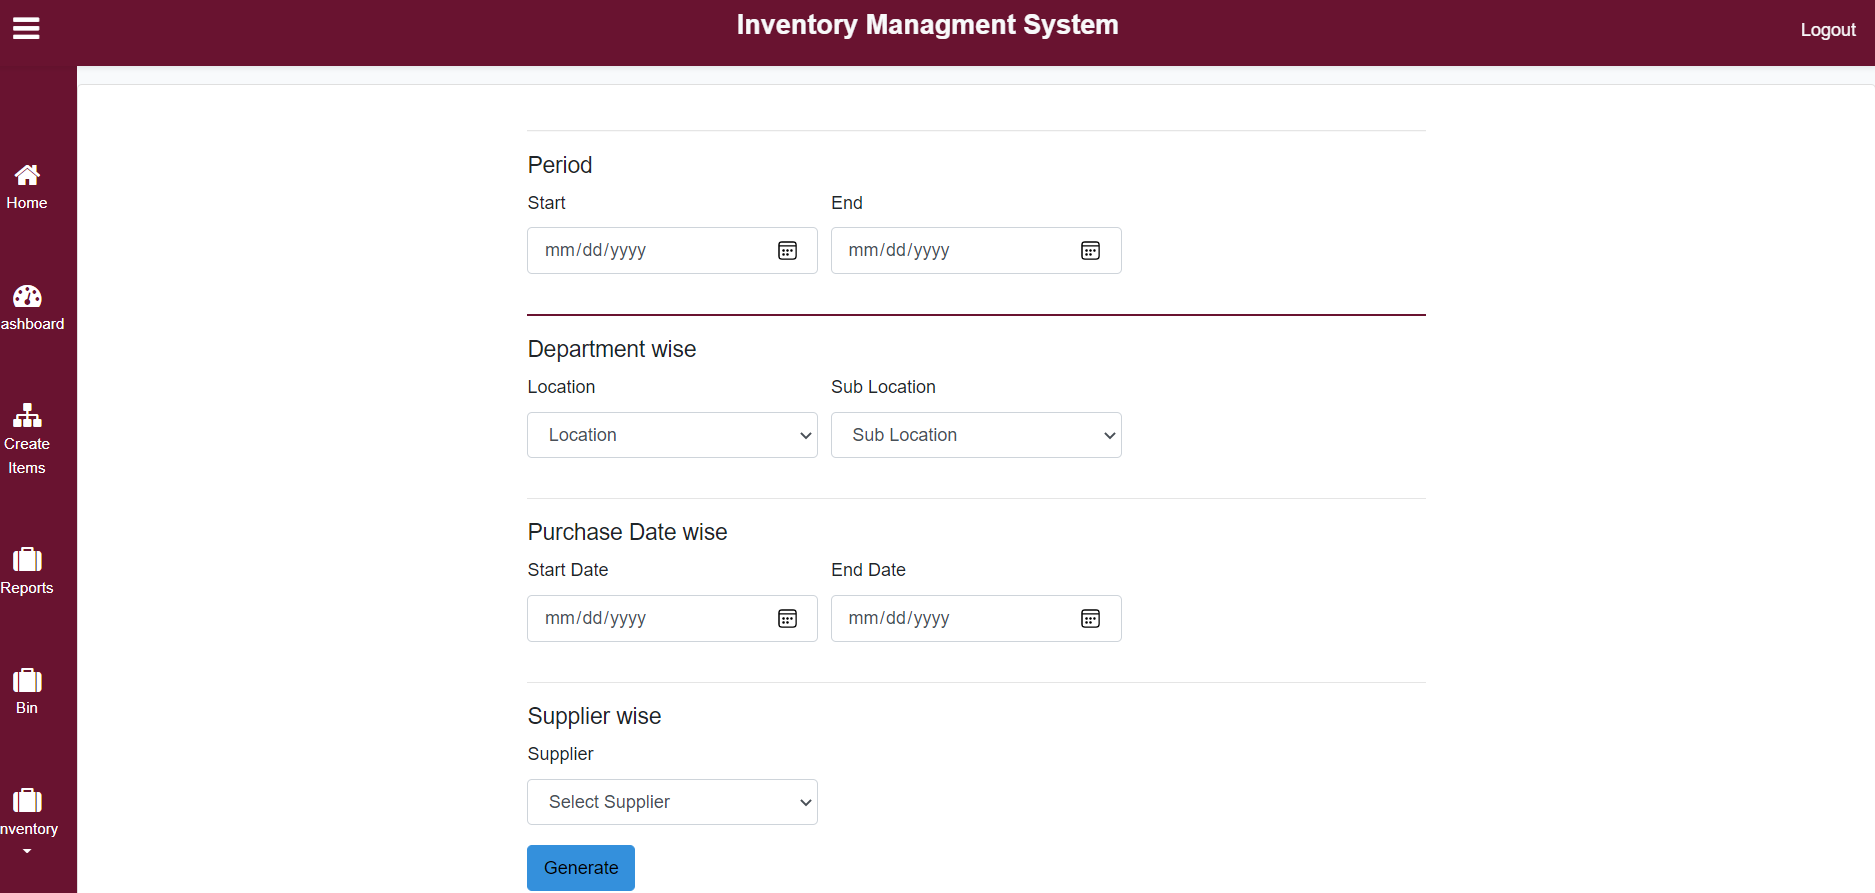 Inventory Managment System
Logout
Home
ashboard
Create
Items
Reports
Bin
nventory
Period
Start End
mm/dd/yyyy mm/dd/yyyy
Department wise
Location Sub Location
Location Sub Location
Purchase Date wise
Start Date End Date
mm/dd/yyyy mm/dd/yyyy
Supplier wise
Supplier
Select Supplier
Generate